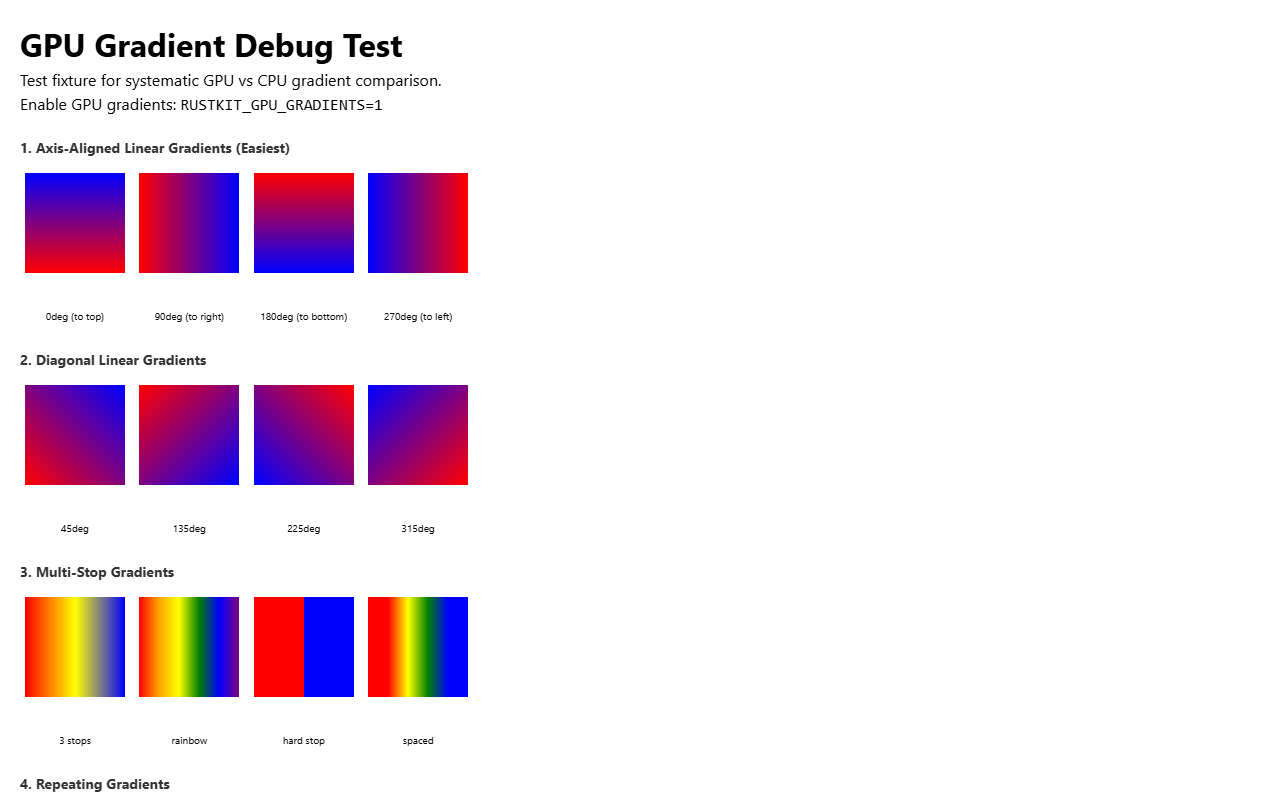 GPU Gradient Debug Test
Test fixture for systematic GPU vs CPU gradient comparison.
Enable GPU gradients: RUSTKIT_GPU_GRADIENTS=1
1. Axis-Aligned Linear Gradients (Easiest)
0deg (to top) 90deg (to right) 180deg (to bottom) 270deg (to left)
2. Diagonal Linear Gradients
45deg 135deg 225deg 315deg
3. Multi-Stop Gradients
3 stops rainbow hard stop spaced
4. Repeating Gradients